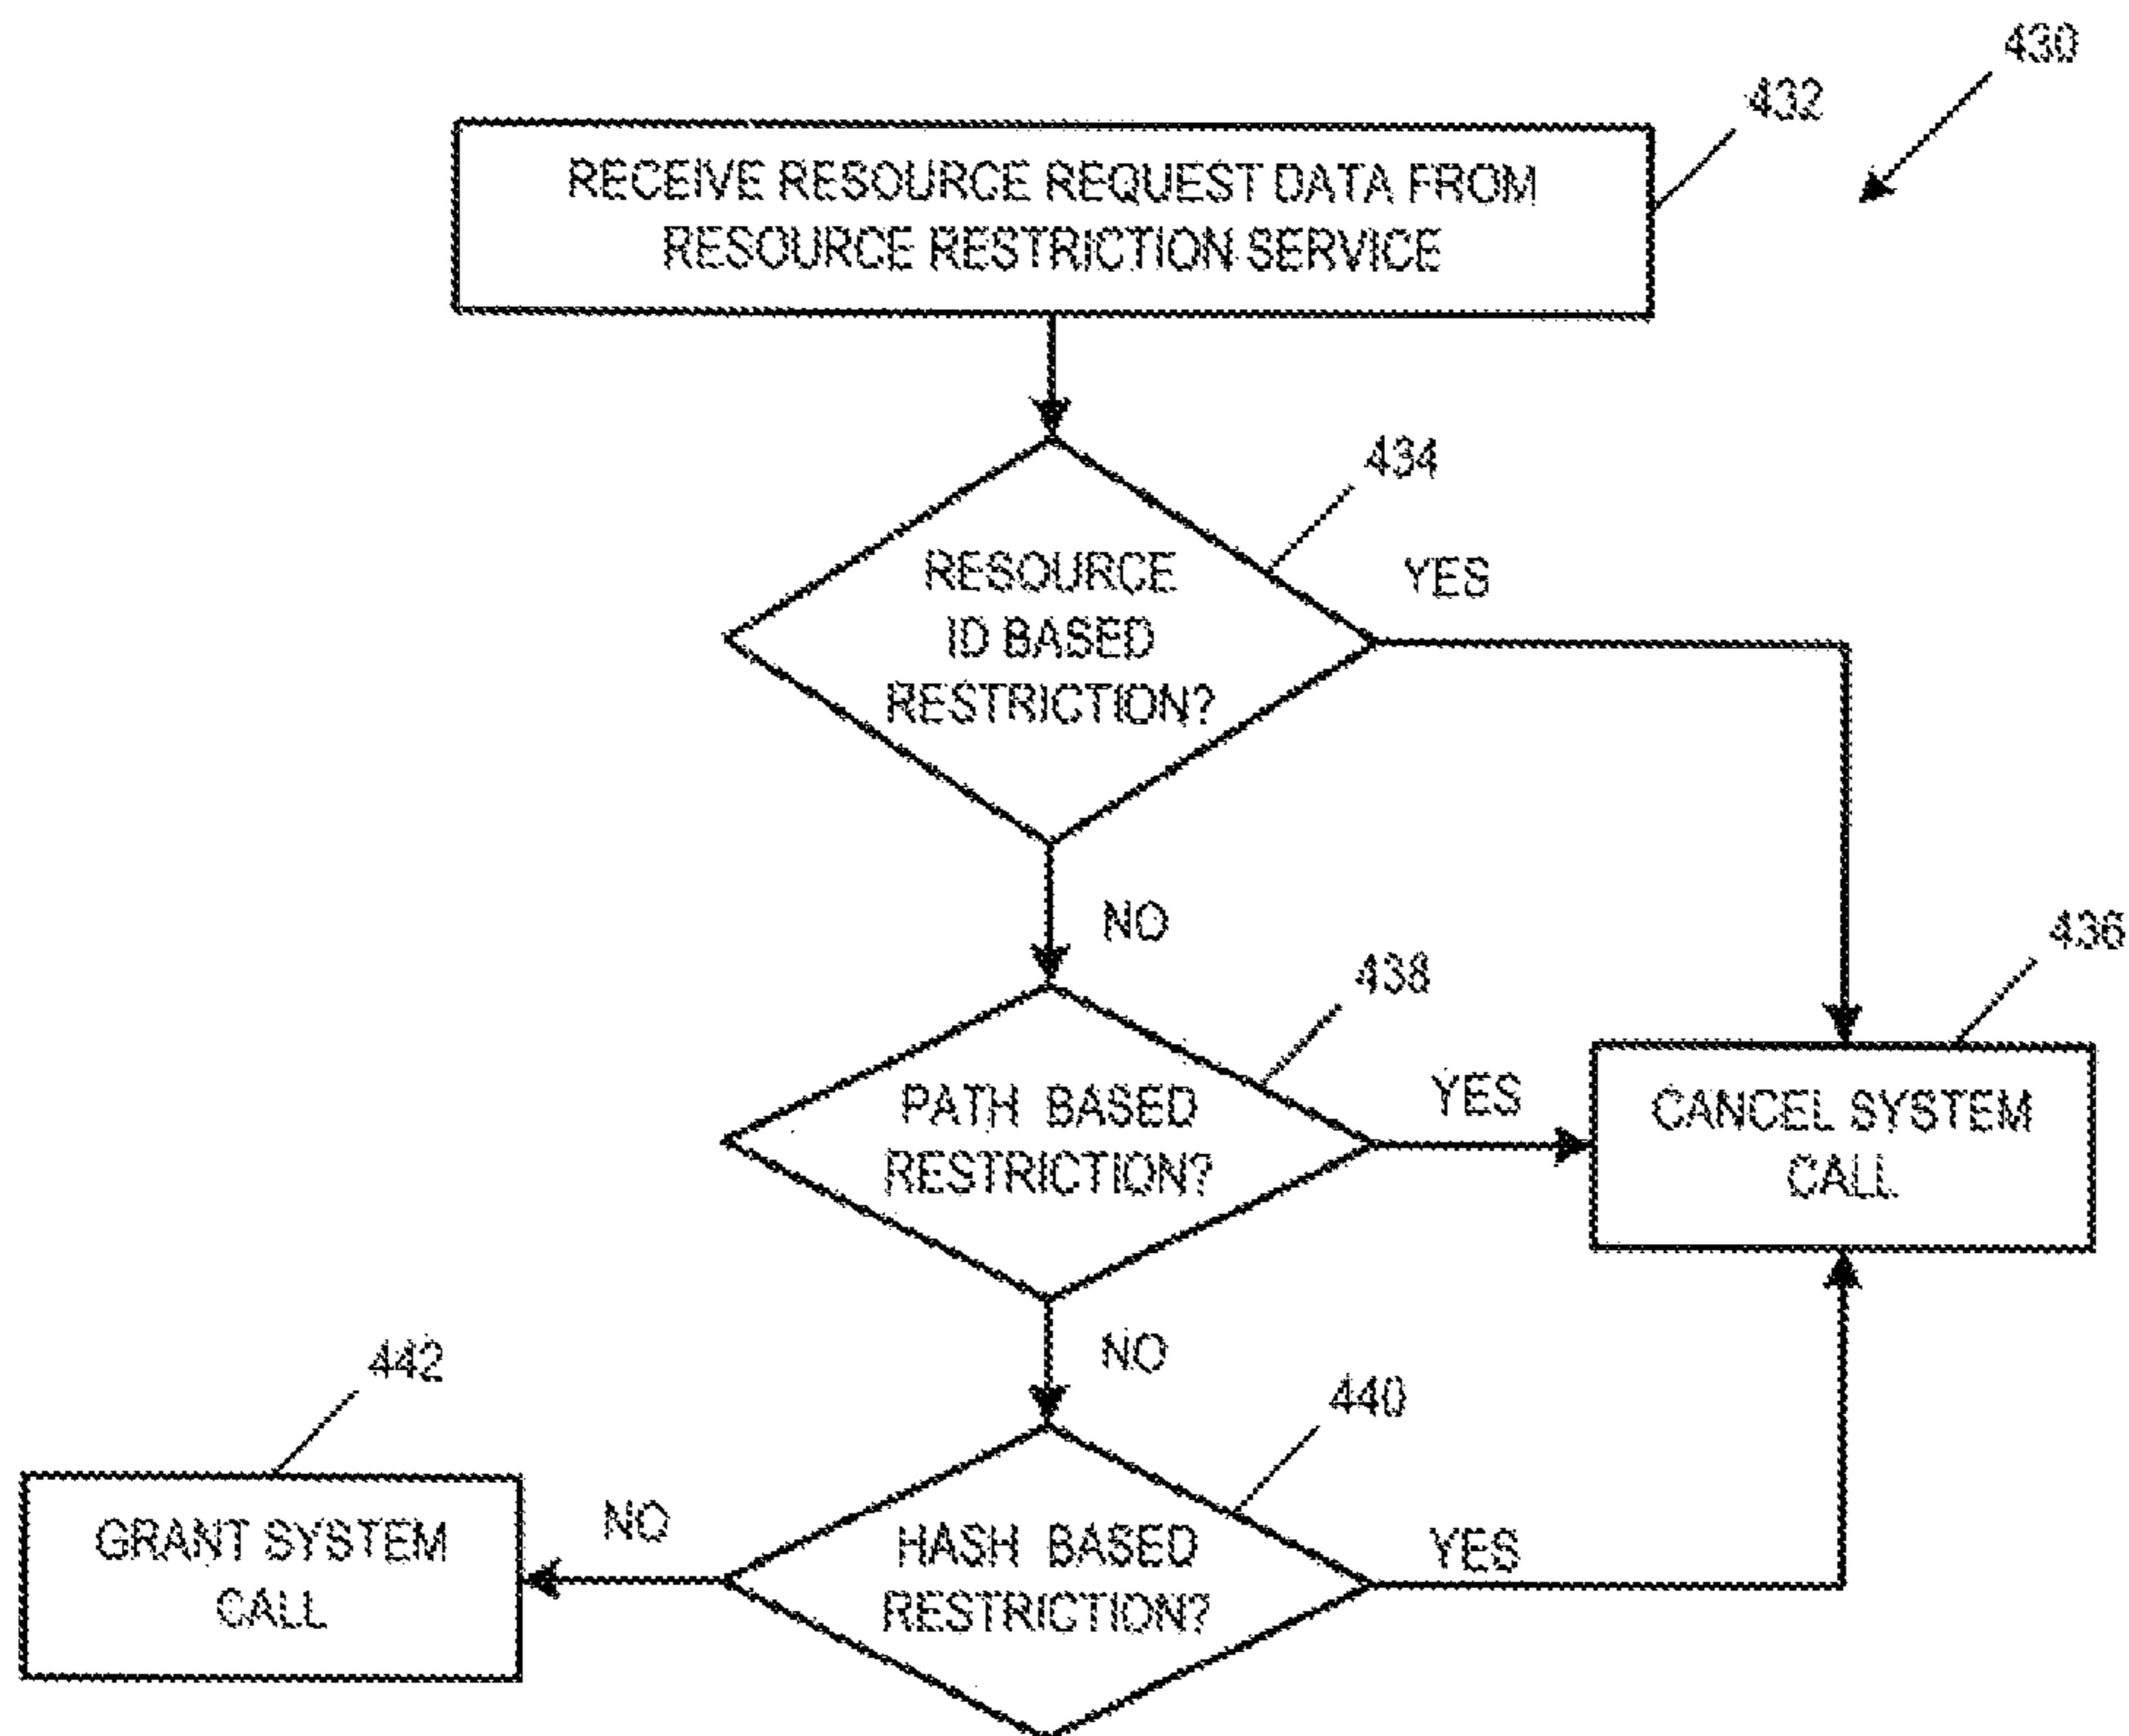 430
432
RECEIVE RESOURCE REQUEST DATA FROM
RESOURCE RESTRICTION SERVICE
434
RESOURCE
ID BASED
RESTRICTION?
YES
NO
436
438
PATH BASED
RESTRICTION?
YES
CANCEL SYSTEM
CALL
NO
442
440
GRANT SYSTEM
CALL
NO
HASH BASED
RESTRICTION?
YES